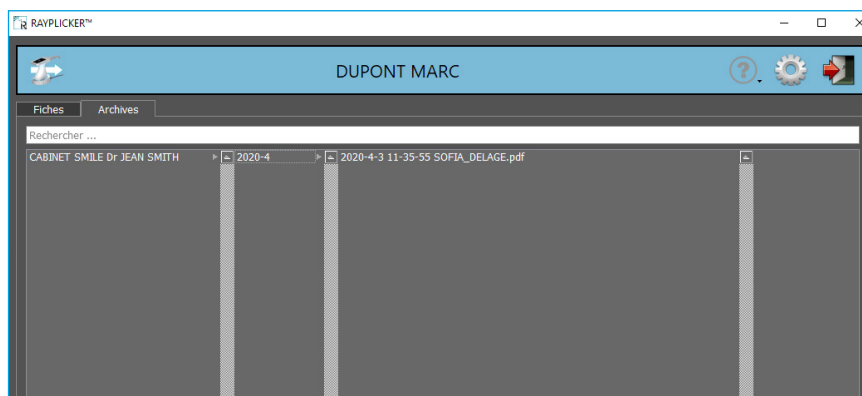 RAYPLICKER™
DUPONT MARC
Fiches Archives
Rechercher ...
CABINET SMILE Dr JEAN SMITH 2020-4 2020-4-3 11-35-55 SOFIA_DELAGE.pdf